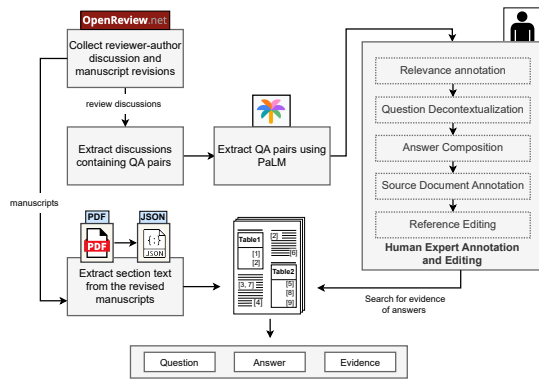 OpenReview.net
Collect reviewer-author
discussion and
manuscript revisions
review discussions
Extract discussions
containing QA pairs
Extract QA pairs using
PaLM
Relevance annotation
Question Decontextualization
Answer Composition
Source Document Annotation
Reference Editing
Human Expert Annotation
and Editing
manuscripts
PDF
JSON
PDF
{;}
JSON
Extract section text
from the revised
manuscripts
Table1
[1]
[2]
[2]
[6]
[3, 7]
[4]
Table2
[5]
[8]
[9]
Search for evidence
of answers
Question
Answer
Evidence